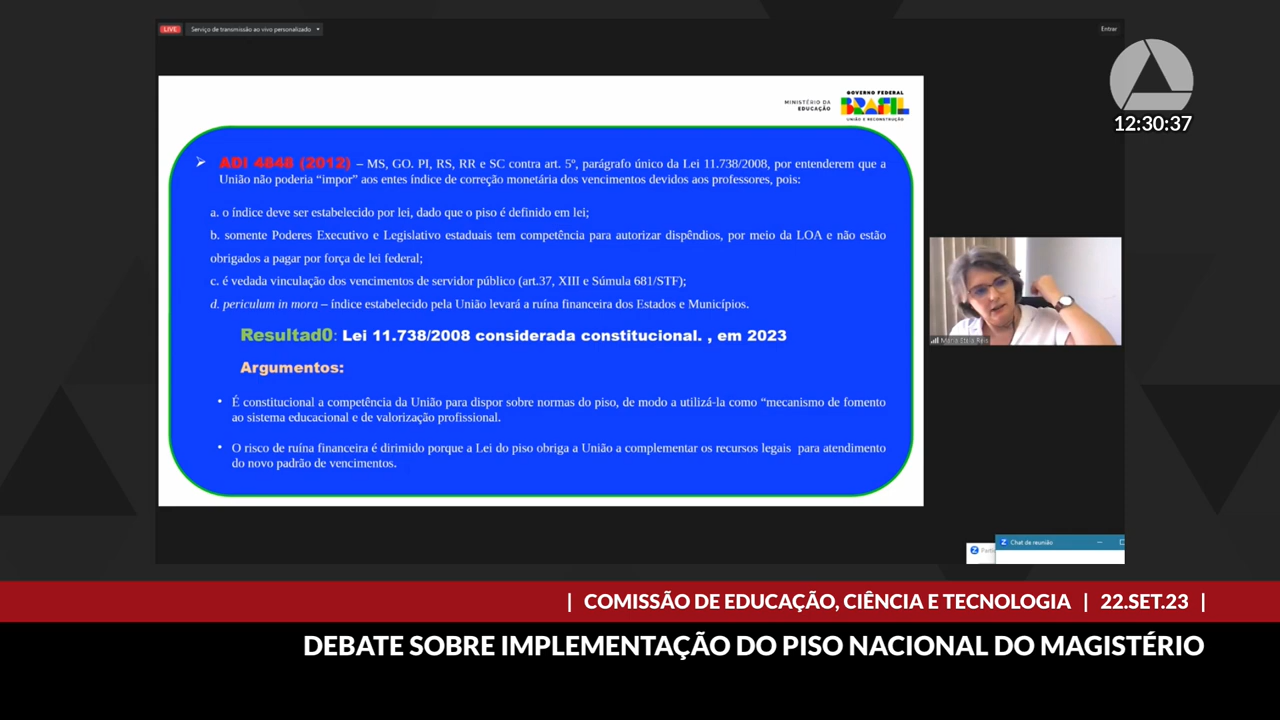 LIVE
Serviço de transmissão ao vivo personalizado
Entrar
MINISTÉRIO DA
EDUCAÇÃO
GOVERNO FEDERAL
BRASIL
UNIÃO E RECONSTRUÇÃO
12:30:37
ADI 4848 (2012) – MS, GO. PI, RS, RR e SC contra art. 5º, parágrafo único da Lei 11.738/2008, por entenderem que a
União não poderia “impor” aos entes índice de correção monetária dos vencimentos devidos aos professores, pois:
a. o índice deve ser estabelecido por lei, dado que o piso é definido em lei;
b. somente Poderes Executivo e Legislativo estaduais tem competência para autorizar dispêndios, por meio da LOA e não estão
obrigados a pagar por força de lei federal;
c. é vedada vinculação dos vencimentos de servidor público (art.37, XIII e Súmula 681/STF);
d. periculum in mora – índice estabelecido pela União levará a ruína financeira dos Estados e Municípios.
Resultad0: Lei 11.738/2008 considerada constitucional. , em 2023
Argumentos:
• É constitucional a competência da União para dispor sobre normas do piso, de modo a utilizá-la como “mecanismo de fomento
ao sistema educacional e de valorização profissional.
• O risco de ruína financeira é dirimido porque a Lei do piso obriga a União a complementar os recursos legais para atendimento
do novo padrão de vencimentos.
Chat de reunião
| COMISSÃO DE EDUCAÇÃO, CIÊNCIA E TECNOLOGIA | 22.SET.23 |
DEBATE SOBRE IMPLEMENTAÇÃO DO PISO NACIONAL DO MAGISTÉRIO